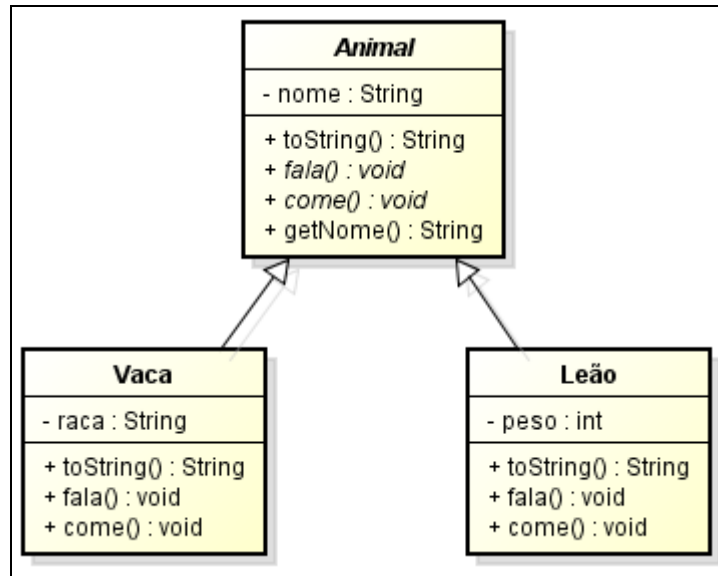 Animal
- nome : String
+ toString() : String
+ fala() : void
+ come() : void
+ getNome() : String
Vaca
- raca : String
+ toString() : String
+ fala() : void
+ come() : void
Leão
- peso : int
+ toString() : String
+ fala() : void
+ come() : void